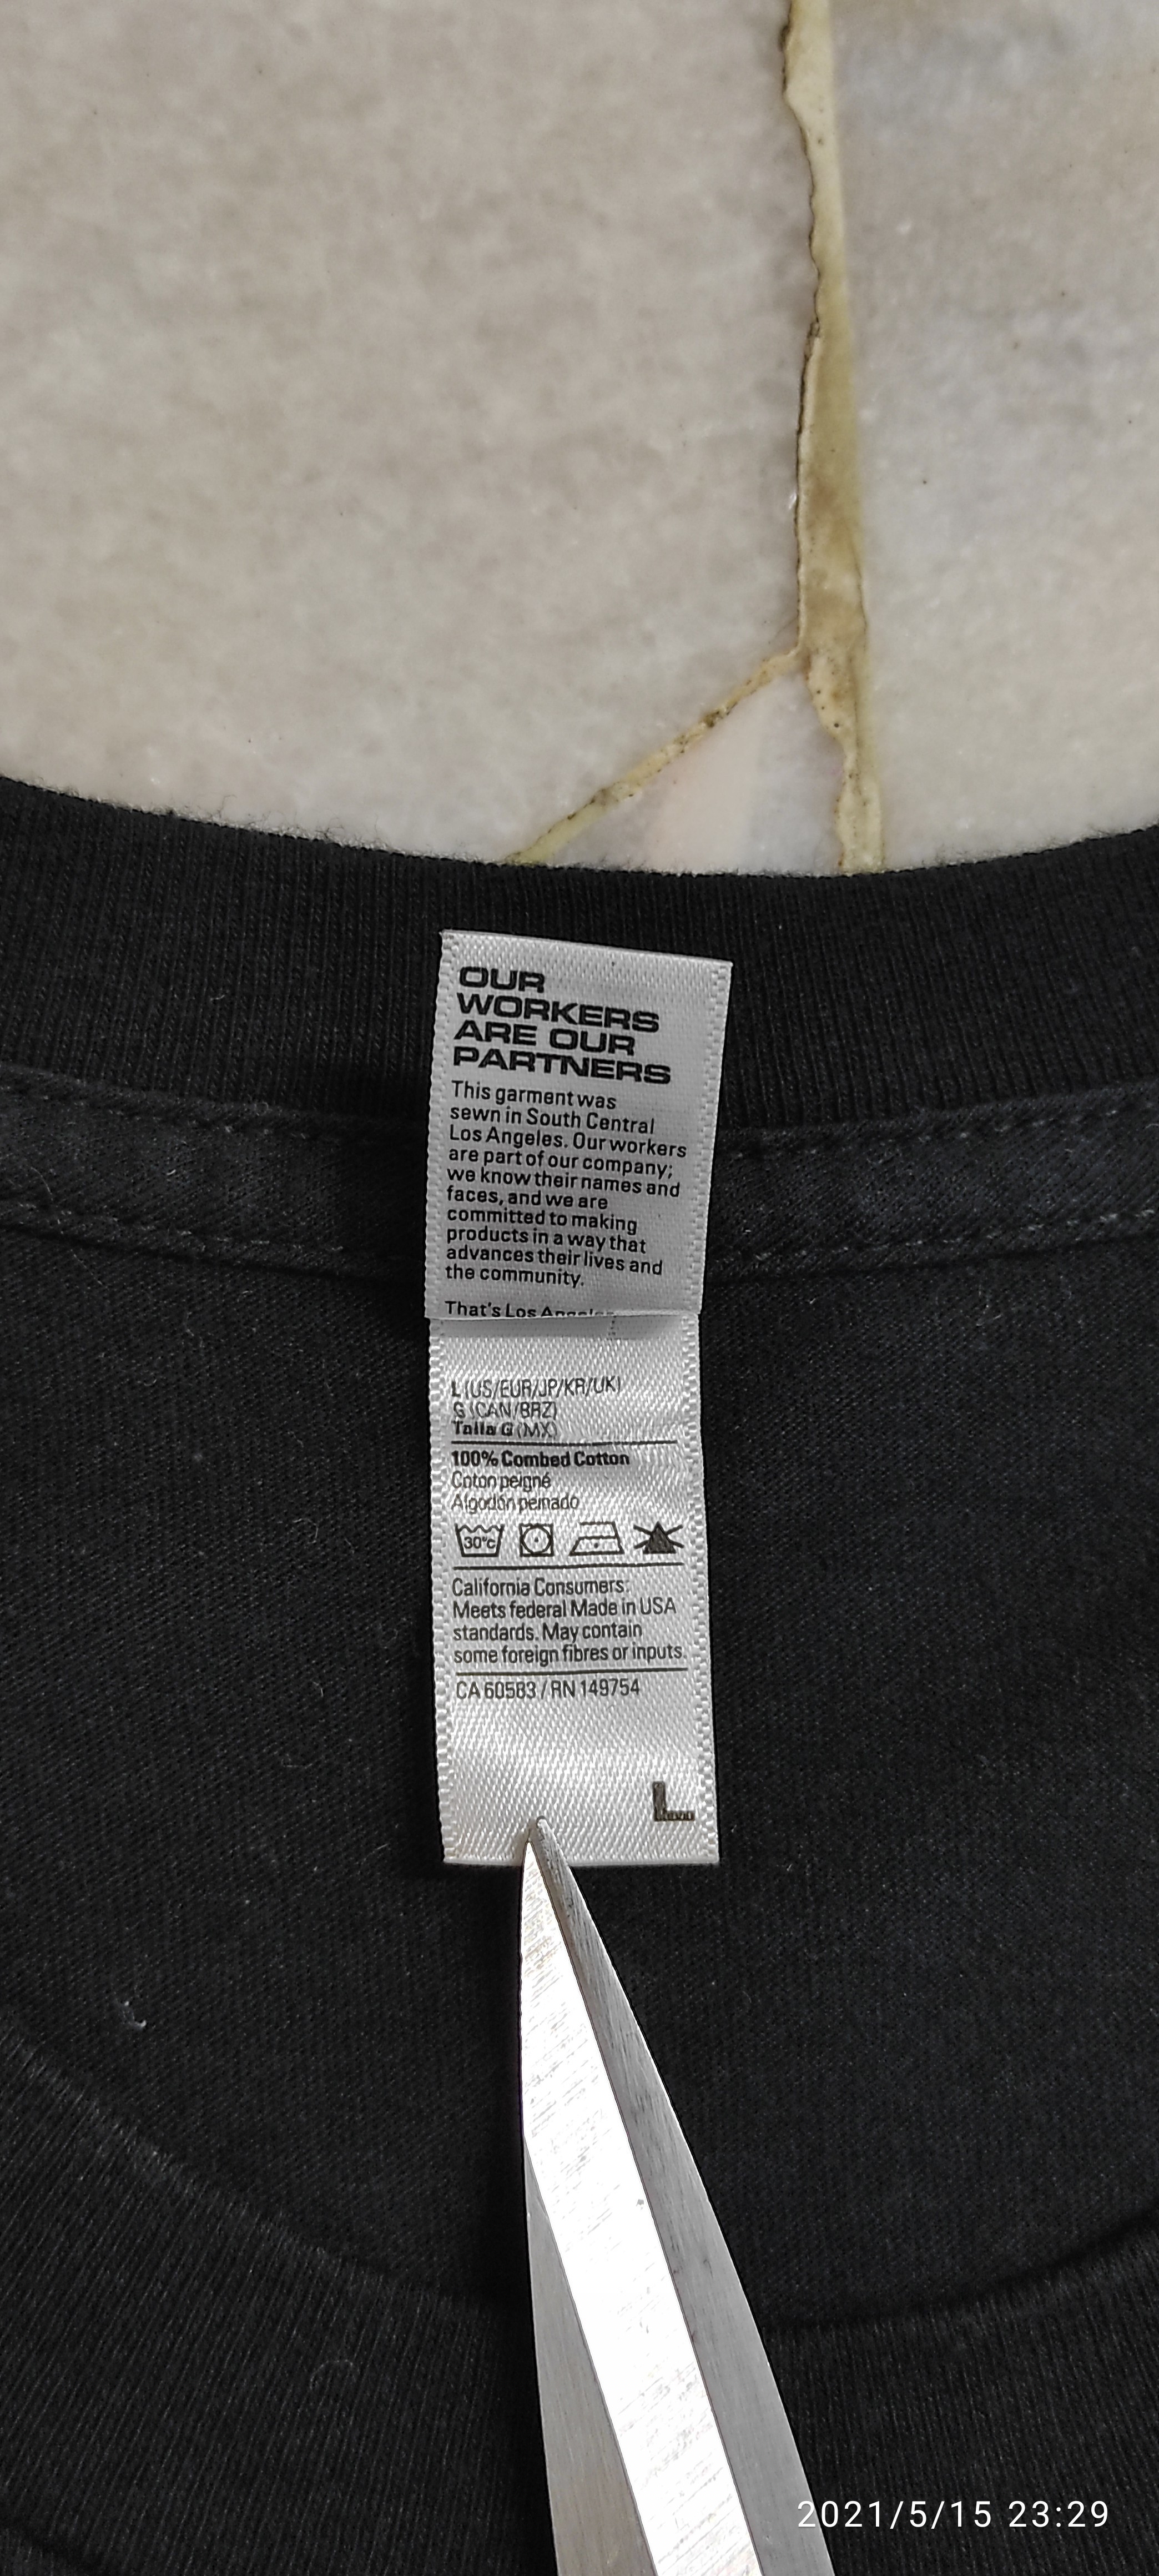 OUR
WORKERS
ARE OUR
PARTNERS
This garment was
sewn in South Central
Los Angeles. Our workers
are part of our company;
we know their names and
faces, and we are
committed to making
products in a way that
advances their lives and
the community.
That's Los
L (US/EUR/JP/KR/UK)
G (CAN/BRZ)
Talla G (MX)
100% Combed Cotton
Coton peigné
Algodón peinado
30°C
California Consumers:
Meets federal Made in USA
standards. May contain
some foreign fibres or inputs.
CA 60583 / RN 149754
L
2021/5/15 23:29